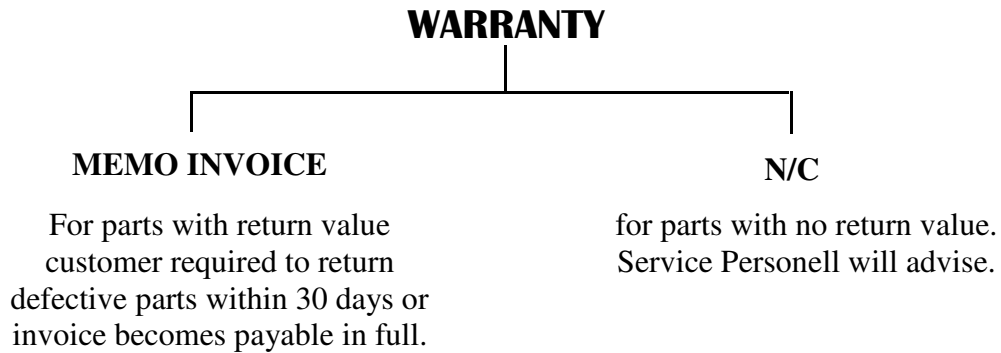 WARRANTY
MEMO INVOICE
For parts with return value
customer required to return
defective parts within 30 days or
invoice becomes payable in full.
N/C
for parts with no return value.
Service Personell will advise.